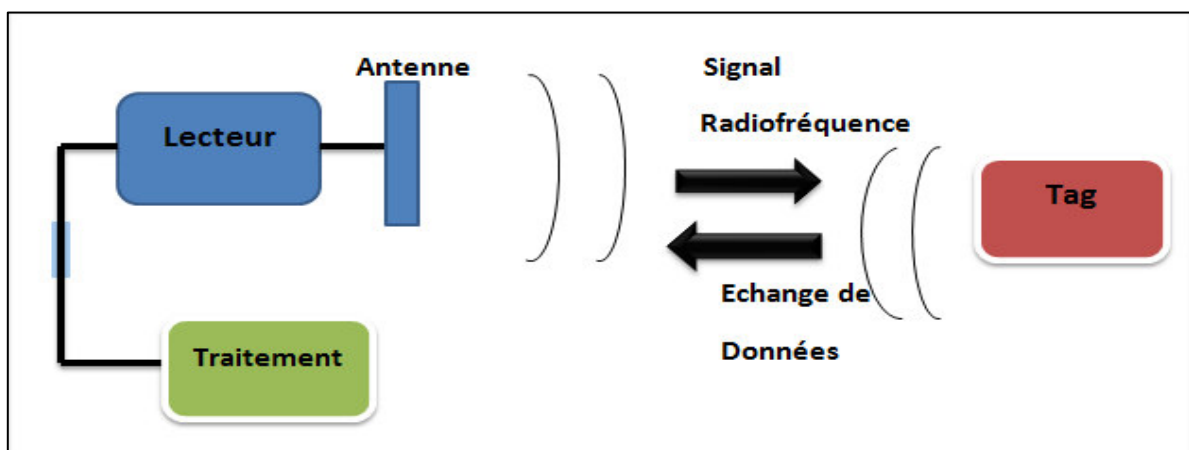 Antenne
Lecteur
Signal
Radiofréquence
Tag
Echange de
Données
Traitement